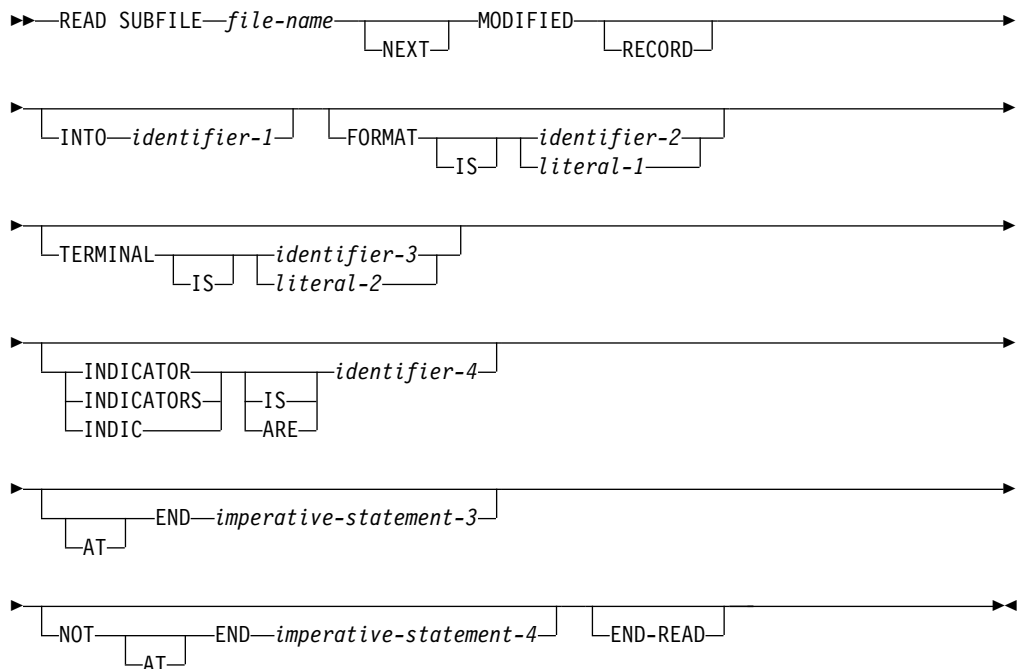 READ SUBFILE file-name MODIFIED
NEXT RECORD
INTO identifier-1 FORMAT identifier-2
IS literal-1
TERMINAL identifier-3
IS literal-2
INDICATOR identifier-4
INDICATORS IS
INDIC ARE
END imperative-statement-3
AT
NOT END imperative-statement-4 END-READ
AT